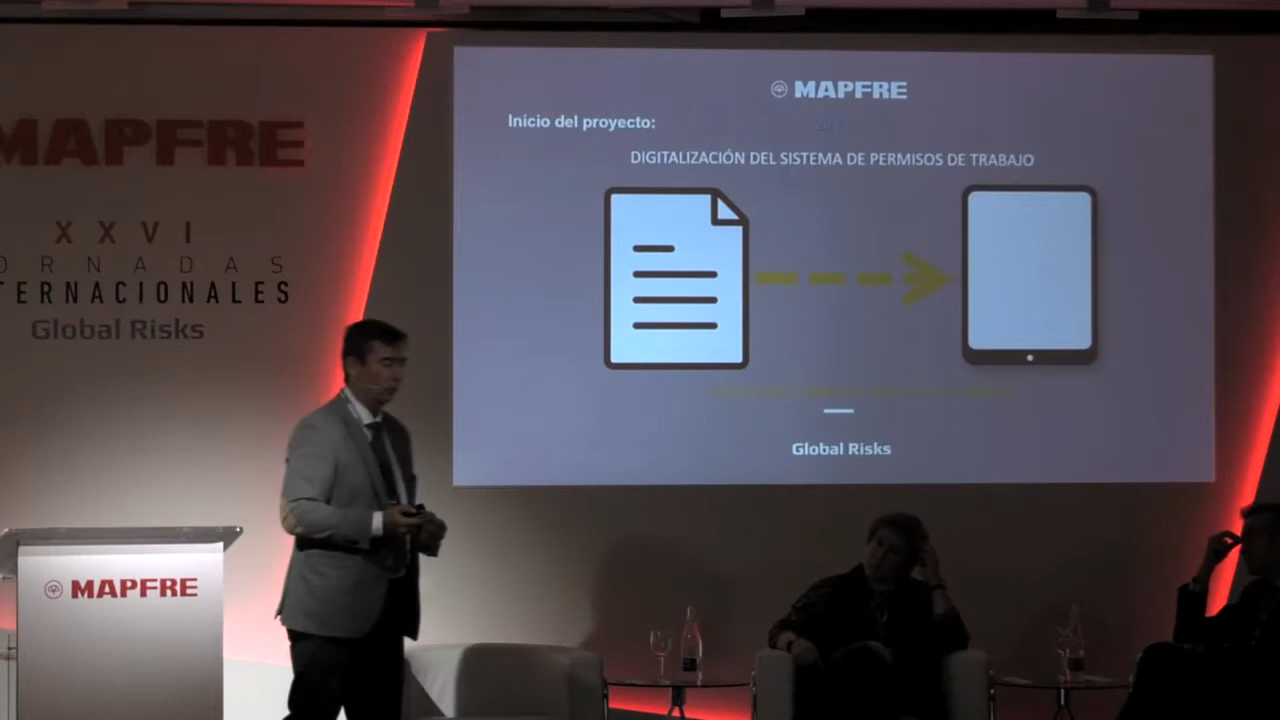 MAPFRE
XXVI
ORNADAS
TERNACIONALES
Global Risks
MAPFRE
MAPFRE
Inicio del proyecto:
DIGITALIZACIÓN DEL SISTEMA DE PERMISOS DE TRABAJO
Global Risks